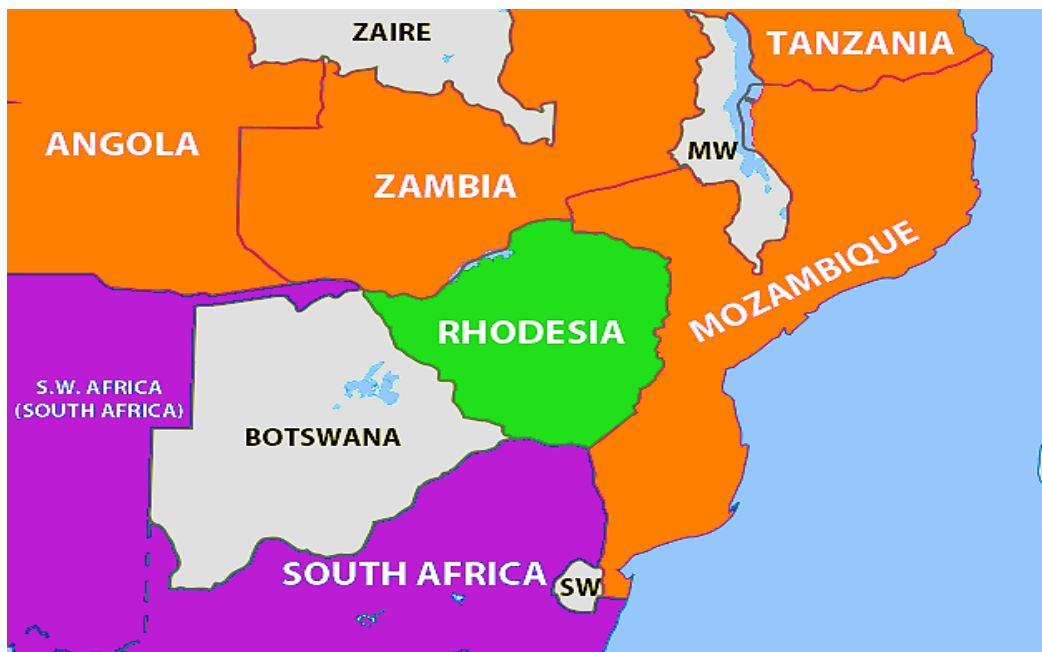 ZAIRE
TANZANIA
ANGOLA
ZAMBIA
MW
MOZAMBIQUE
RHODESIA
S.W. AFRICA
(SOUTH AFRICA)
BOTSWANA
SOUTH AFRICA
SW